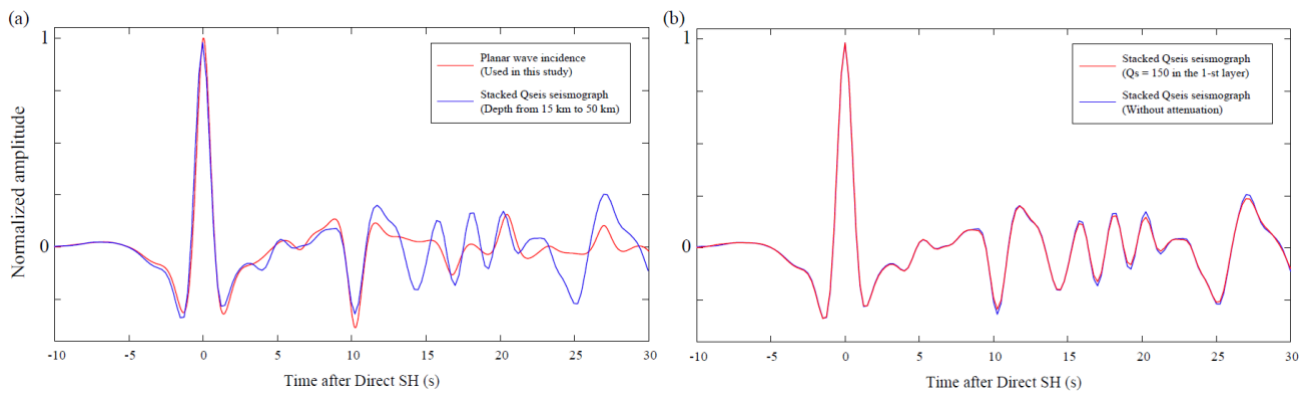 (a)
1
0
Normalized amplitude
Planar wave incidence
(Used in this study)
Stacked Qseis seismograph
(Depth from 15 km to 50 km)
-10 -5 0 5 10 15 20 25 30
Time after Direct SH (s)
(b)
1
0
Stacked Qseis seismograph
(Qs = 150 in the 1-st layer)
Stacked Qseis seismograph
(Without attenuation)
-10 -5 0 5 10 15 20 25 30
Time after Direct SH (s)